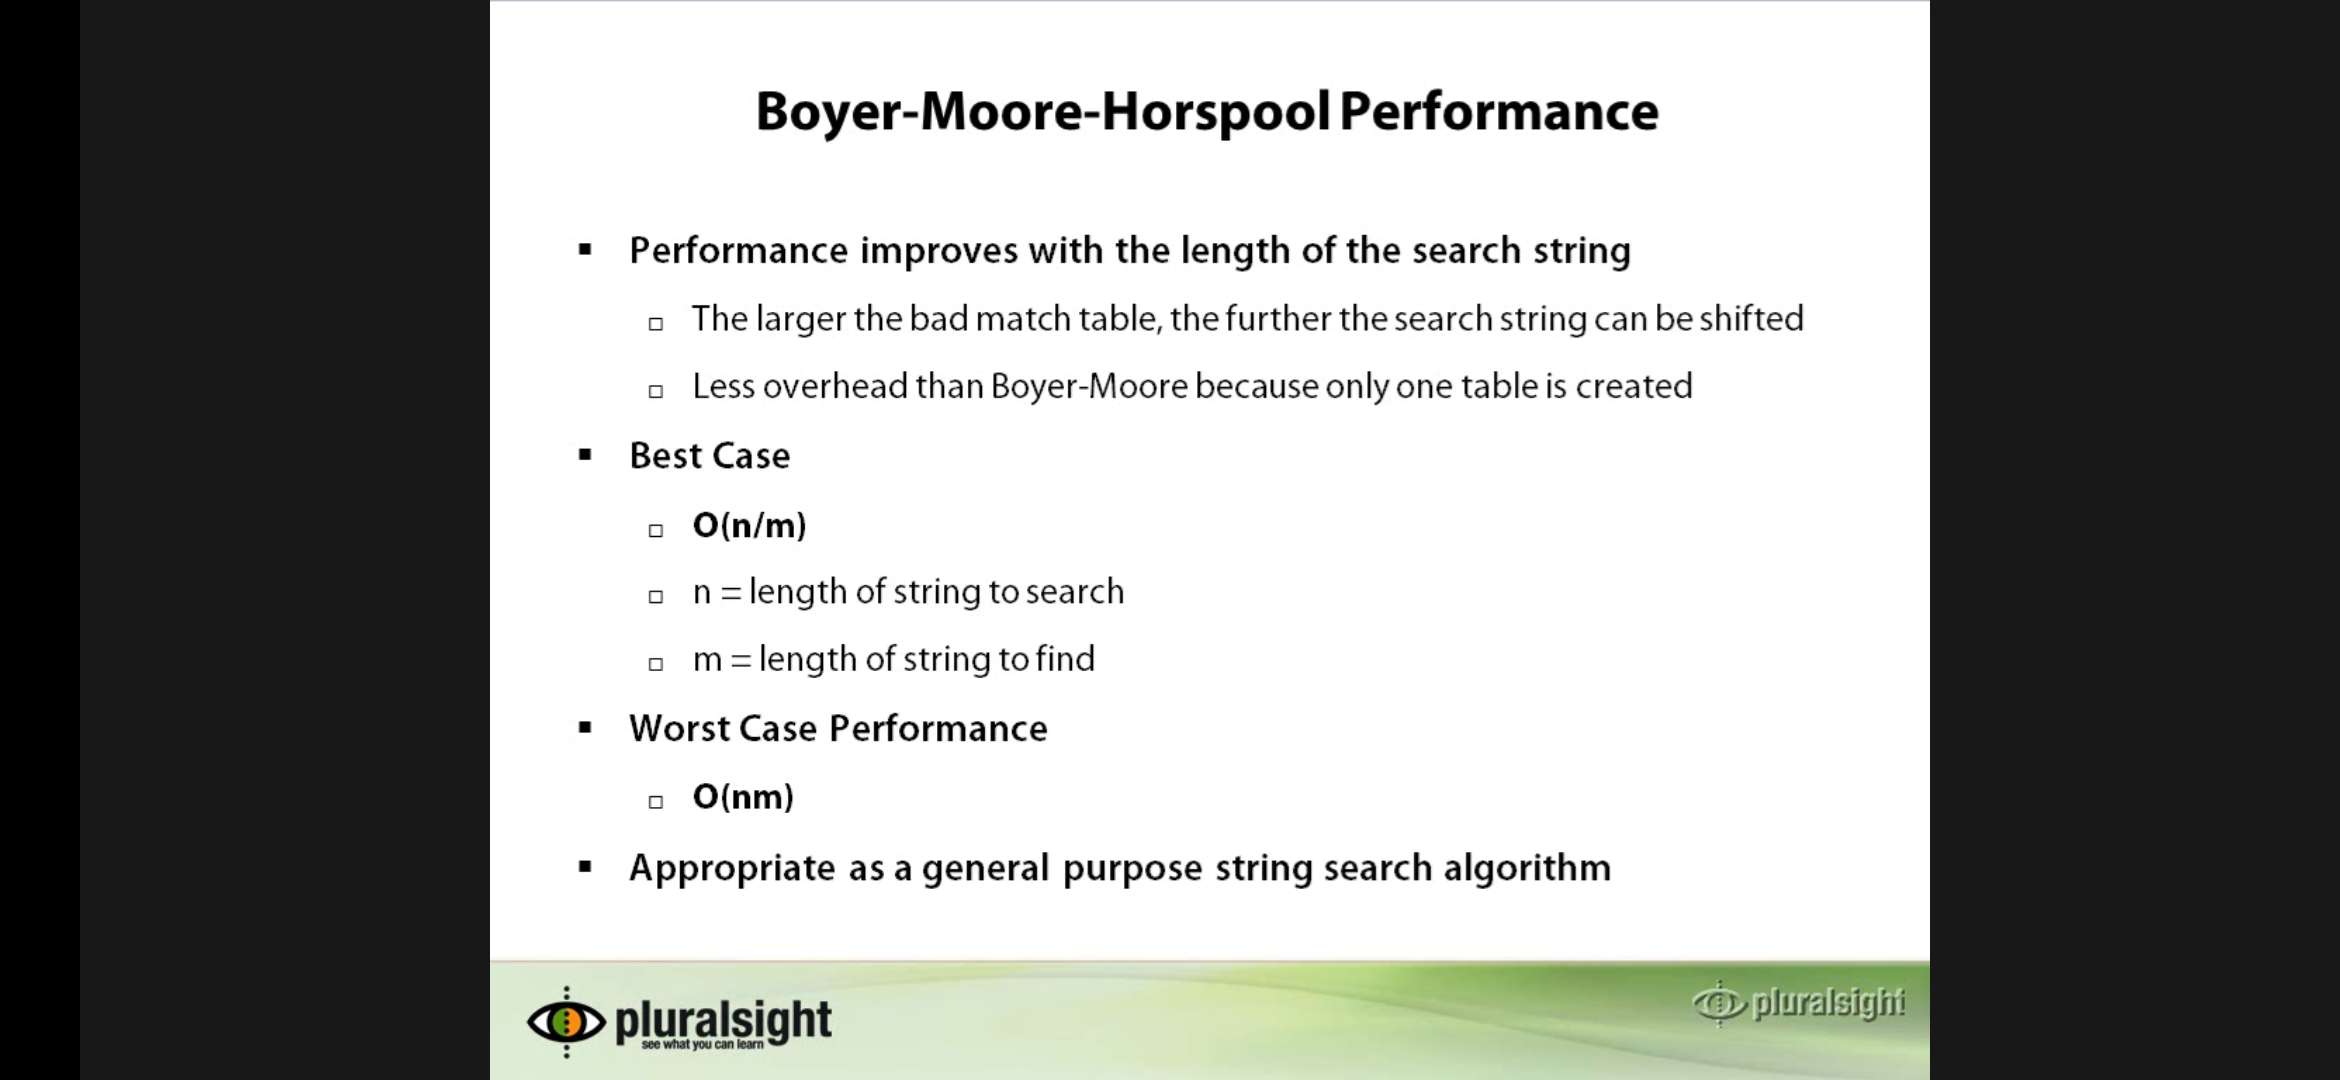 Boyer-Moore-Horspool Performance
Performance improves with the length of the search string
The larger the bad match table, the further the search string can be shifted
Less overhead than Boyer-Moore because only one table is created
Best Case
O(n/m)
n = length of string to search
m = length of string to find
Worst Case Performance
O(nm)
Appropriate as a general purpose string search algorithm
pluralsight
see what you can learn
pluralsight